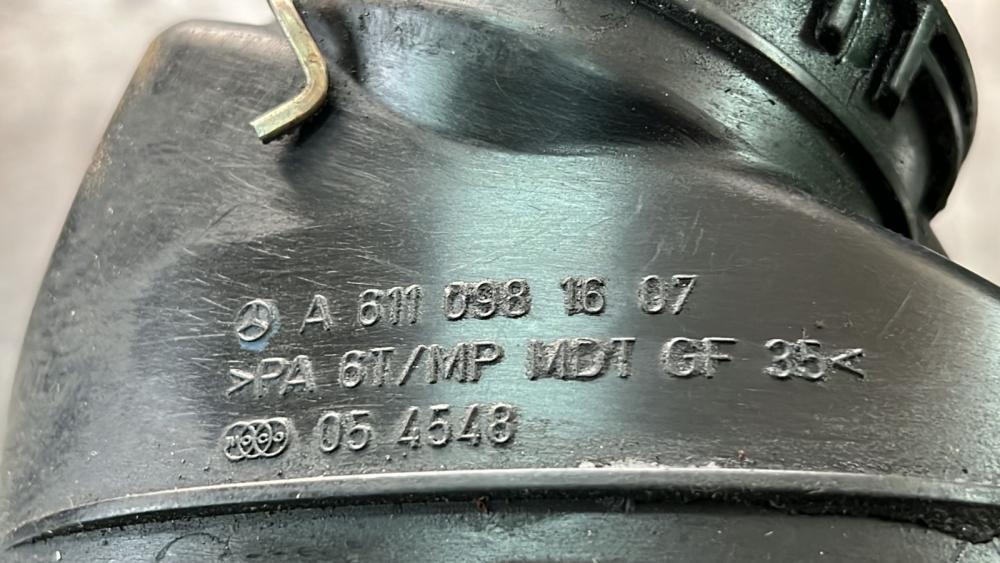 A 611 098 16 07
>PA 6T/MP MDT GF 35<
05 4548